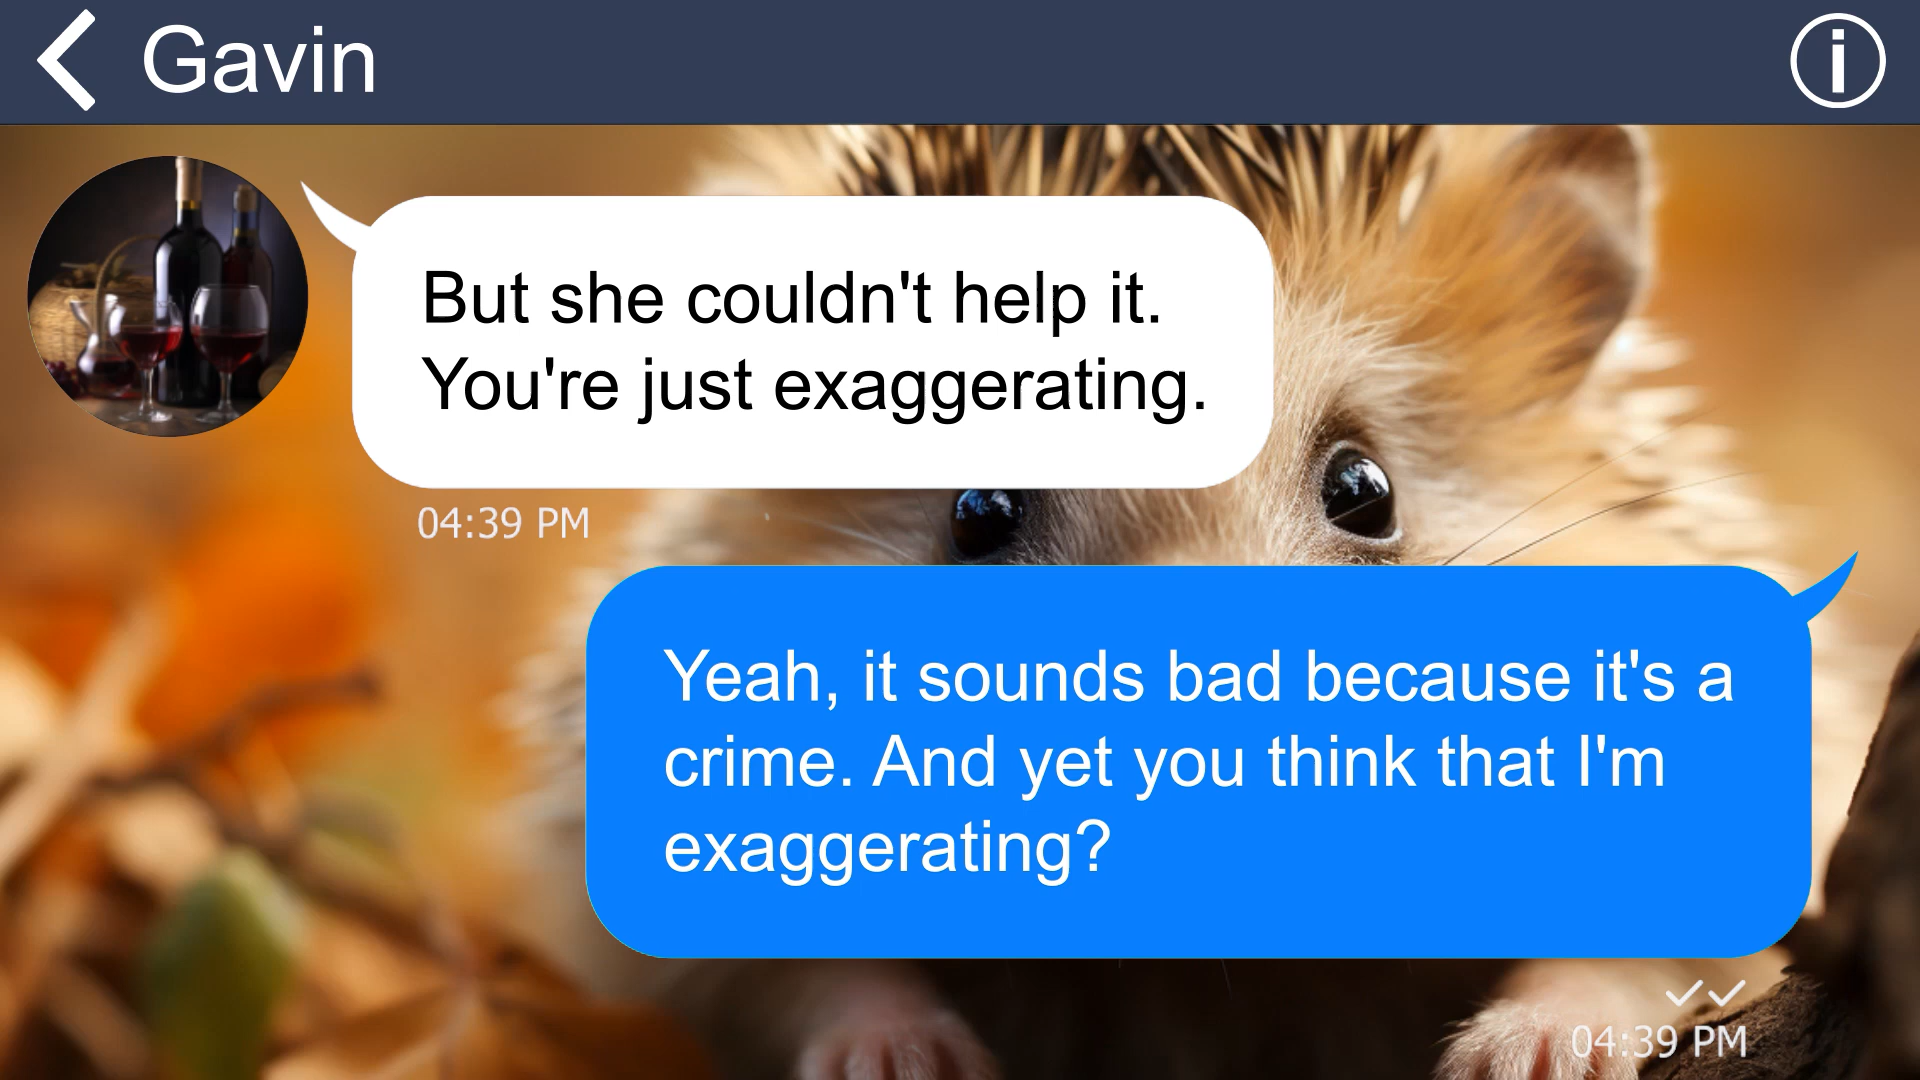 Gavin
But she couldn't help it.
You're just exaggerating.
04:39 PM
Yeah, it sounds bad because it's a
crime. And yet you think that I'm
exaggerating?
04:39 PM